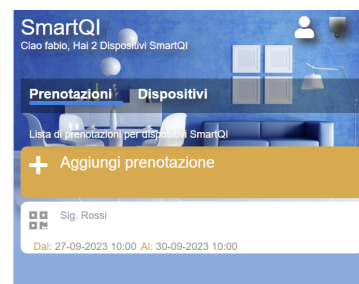 SmartQI
Ciao fabio, Hai 2 Dispositivi SmartQI
Prenotazioni Dispositivi
Lista di prenotazioni per dispositivi SmartQI
+ Aggiungi prenotazione
Sig. Rossi
Dal: 27-09-2023 10:00 Al: 30-09-2023 10:00